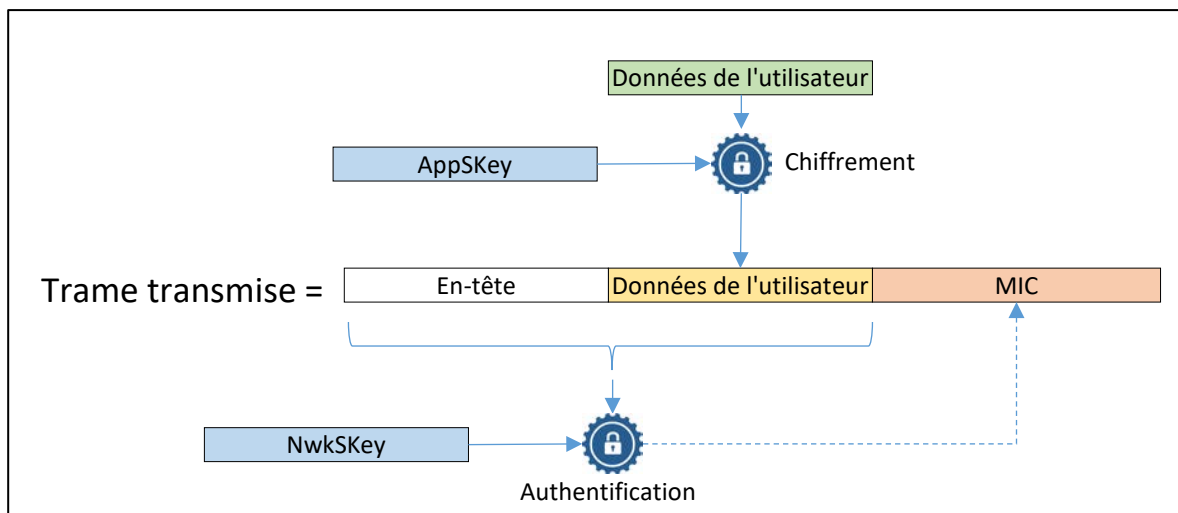 Données de l'utilisateur
AppSKey
Chiffrement
Trame transmise =
En-tête
Données de l'utilisateur
MIC
NwkSKey
Authentification